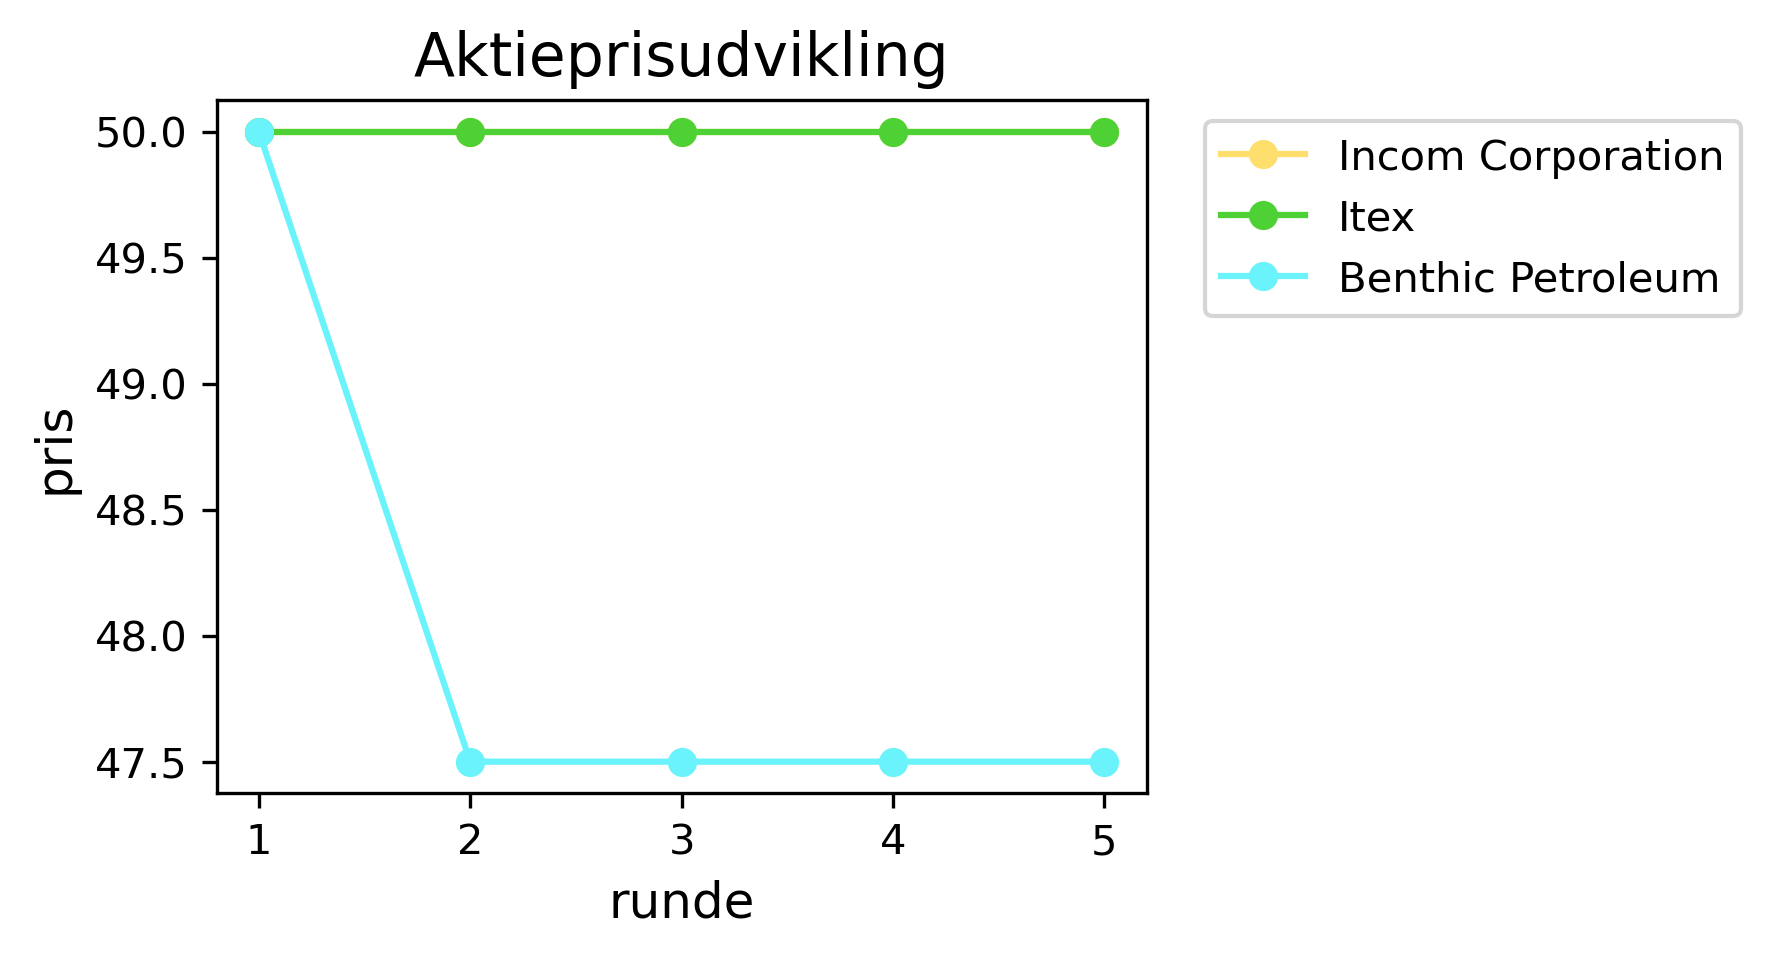 Aktieprisudvikling
50.0
49.5
49.0
48.5
48.0
47.5
pris
1 2 3 4 5
runde
Incom Corporation
Itex
Benthic Petroleum